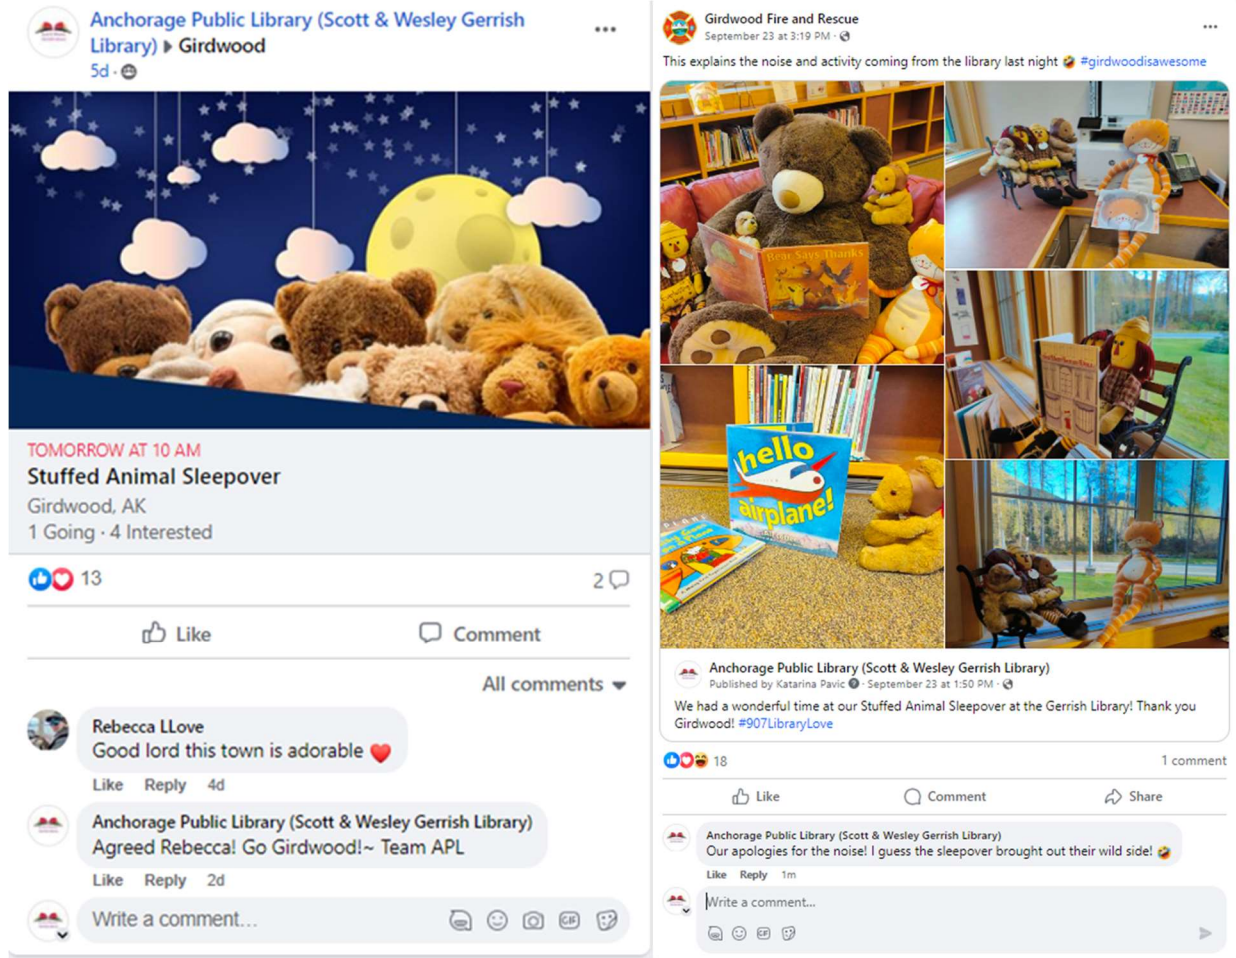 Anchorage Public Library (Scott & Wesley Gerrish
Library) Girdwood
5d ·
TOMORROW AT 10 AM
Stuffed Animal Sleepover
Girdwood, AK
1 Going · 4 Interested
13
2
Like
Comment
All comments
Rebecca LLove
Good lord this town is adorable ❤️
Like Reply 4d
Anchorage Public Library (Scott & Wesley Gerrish Library)
Agreed Rebecca! Go Girdwood!~ Team APL
Like Reply 2d
Write a comment...
GIF
Girdwood Fire and Rescue
September 23 at 3:19 PM ·
This explains the noise and activity coming from the library last night 🤣 #girdwoodisawesome
Bear Says Thanks
hello
airplane!
Anchorage Public Library (Scott & Wesley Gerrish Library)
Published by Katarina Pavic · September 23 at 1:50 PM ·
We had a wonderful time at our Stuffed Animal Sleepover at the Gerrish Library! Thank you
Girdwood! #907LibraryLove
18
1 comment
Like
Comment
Share
Anchorage Public Library (Scott & Wesley Gerrish Library)
Our apologies for the noise! I guess the sleepover brought out their wild side! 🤣
Like Reply 1m
Write a comment...
GIF